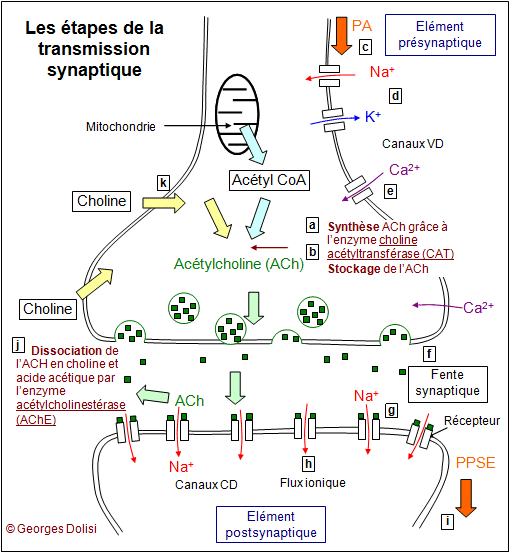 Les étapes de la
transmission
synaptique
PA
Elément
présynaptique
c
Na⁺
d
K⁺
Mitochondrie
Canaux VD
Ca²⁺
e
Acétyl CoA
k
Choline
a
Synthèse ACh grâce à
l'enzyme choline
acétyltransférase (CAT)
b
Stockage de l'ACh
Acétylcholine (ACh)
Choline
Ca²⁺
j
Dissociation de
l'ACH en choline et
acide acétique par
l'enzyme
acétylcholinestérase
(AChE)
f
Fente
synaptique
ACh
Na⁺
g
Récepteur
Na⁺
h
PPSE
Canaux CD
Flux ionique
Elément
postsynaptique
i
© Georges Dolisi